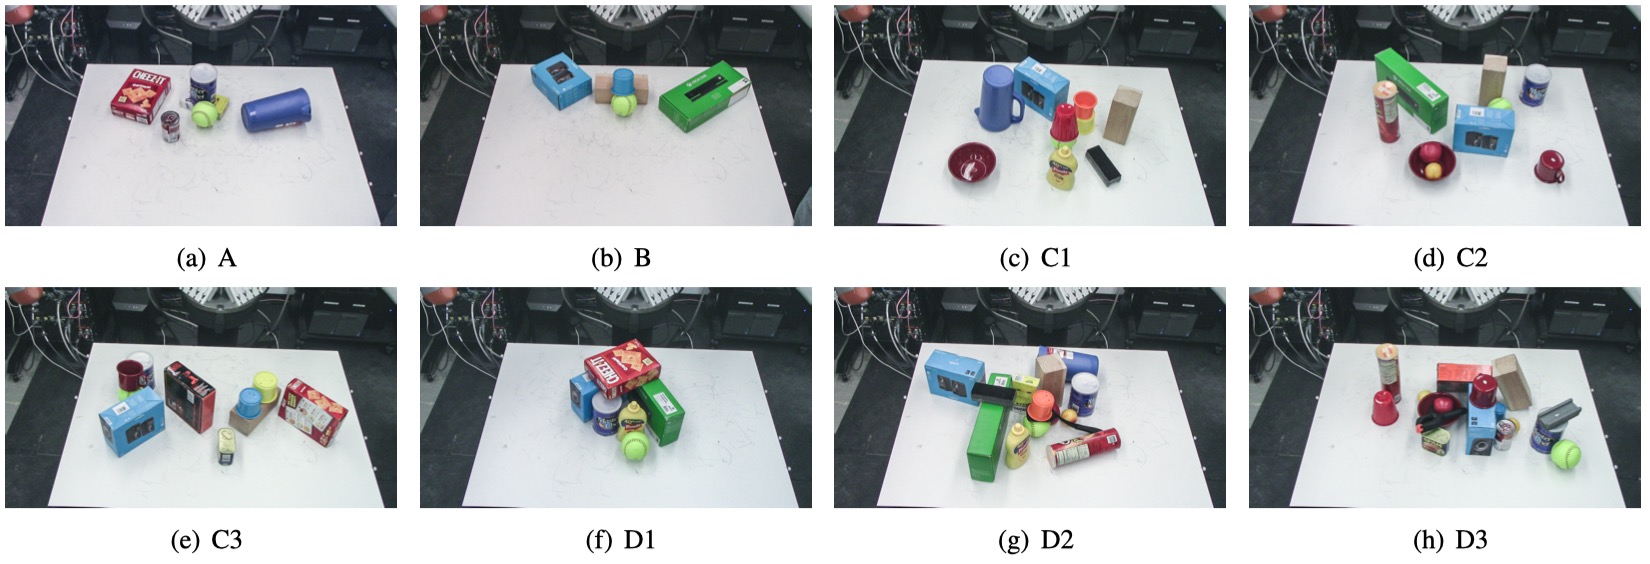 CHEEZ-IT
(a) A
(b) B
(c) C1
(d) C2
CHEEZ-IT
(e) C3
(f) D1
(g) D2
(h) D3